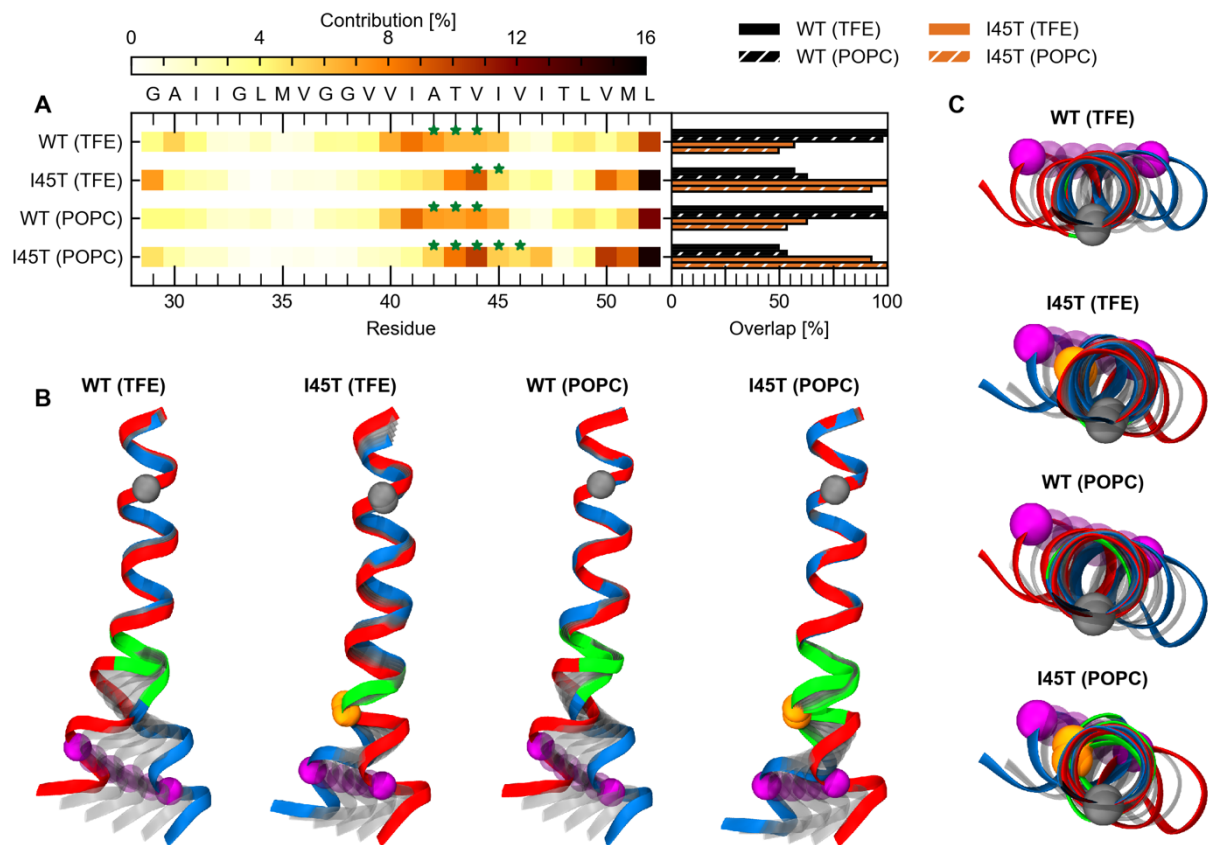 Contribution [%]
0 4 8 12 16
WT (TFE) I45T (TFE)
WT (POPC) I45T (POPC)
A
G A I I G L M V G G V V I A T V I V I T L V M L
WT (TFE)
I45T (TFE)
WT (POPC)
I45T (POPC)
30 35 40 45 50
0 50 100
Residue
Overlap [%]
B
WT (TFE) I45T (TFE) WT (POPC) I45T (POPC)
C
WT (TFE)
I45T (TFE)
WT (POPC)
I45T (POPC)